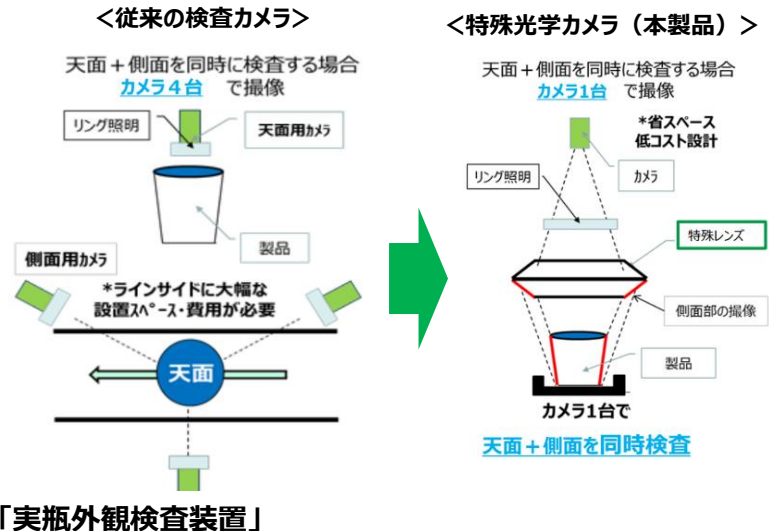 <従来の検査カメラ>
天面+側面を同時に検査する場合
カメラ4台 で撮像
リング照明
天面用カメラ
製品
側面用カメラ
*ラインサイドに大幅な
設置スペース・費用が必要
天面
<特殊光学カメラ（本製品）>
天面+側面を同時に検査する場合
カメラ1台 で撮像
*省スペース
低コスト設計
カメラ
リング照明
特殊レンズ
側面部の撮像
製品
カメラ1台で
天面+側面を同時検査
「実瓶外観検査装置」